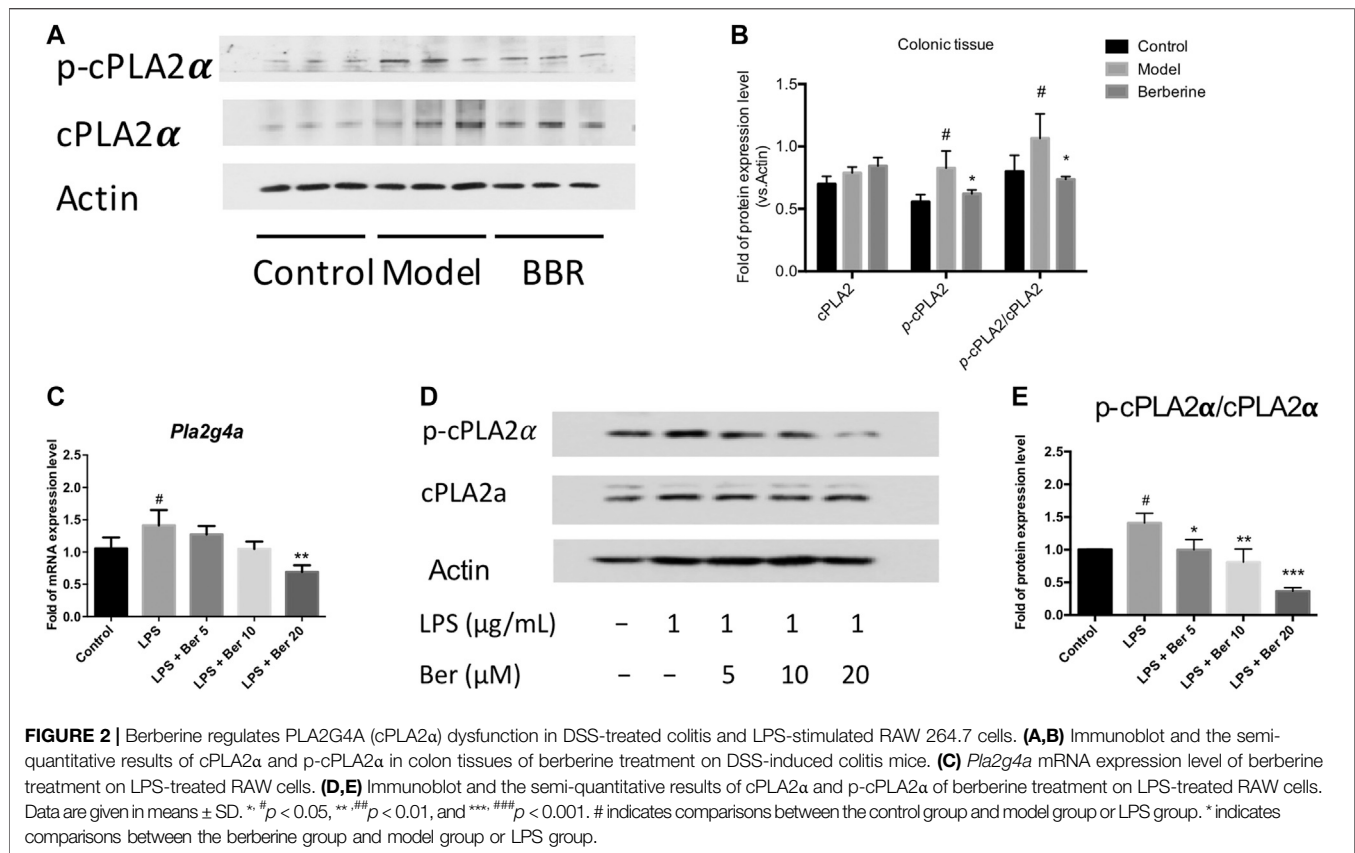 A
p-cPLA2α
cPLA2α
Actin
Control Model BBR
B
Colonic tissue
Control
Model
Berberine
Fold of protein expression level
(vs.Actin)
1.5
1.0
0.5
0.0
#
*
#
*
cPLA2
p-cPLA2
p-cPLA2/cPLA2
C
Pla2g4a
Fold of mRNA expression level
2.5
2.0
1.5
1.0
0.5
0.0
#
**
Control
LPS
LPS + Ber 5
LPS + Ber 10
LPS + Ber 20
D
p-cPLA2α
cPLA2a
Actin
LPS (μg/mL) – 1 1 1 1
Ber (μM) – – 5 10 20
E
p-cPLA2α/cPLA2α
Fold of protein expression level
2.5
2.0
1.5
1.0
0.5
0.0
#
*
**
***
Control
LPS
LPS + Ber 5
LPS + Ber 10
LPS + Ber 20
FIGURE 2 | Berberine regulates PLA2G4A (cPLA2α) dysfunction in DSS-treated colitis and LPS-stimulated RAW 264.7 cells. (A,B) Immunoblot and the semi-
quantitative results of cPLA2α and p-cPLA2α in colon tissues of berberine treatment on DSS-induced colitis mice. (C) Pla2g4a mRNA expression level of berberine
treatment on LPS-treated RAW cells. (D,E) Immunoblot and the semi-quantitative results of cPLA2α and p-cPLA2α of berberine treatment on LPS-treated RAW cells.
Data are given in means ± SD. *, #p < 0.05, ** ,##p < 0.01, and ***, ###p < 0.001. # indicates comparisons between the control group and model group or LPS group. * indicates
comparisons between the berberine group and model group or LPS group.